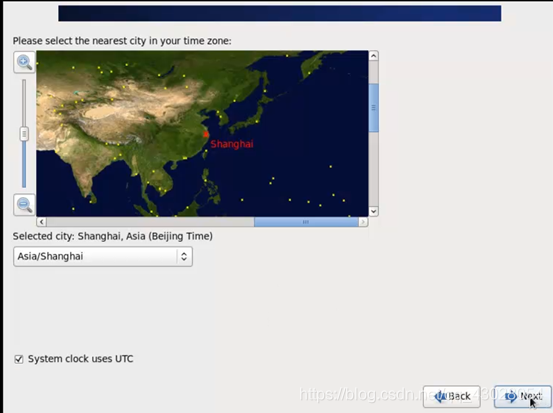 Please select the nearest city in your time zone:
Shanghai
Selected city: Shanghai, Asia (Beijing Time)
Asia/Shanghai
System clock uses UTC
Back
Next